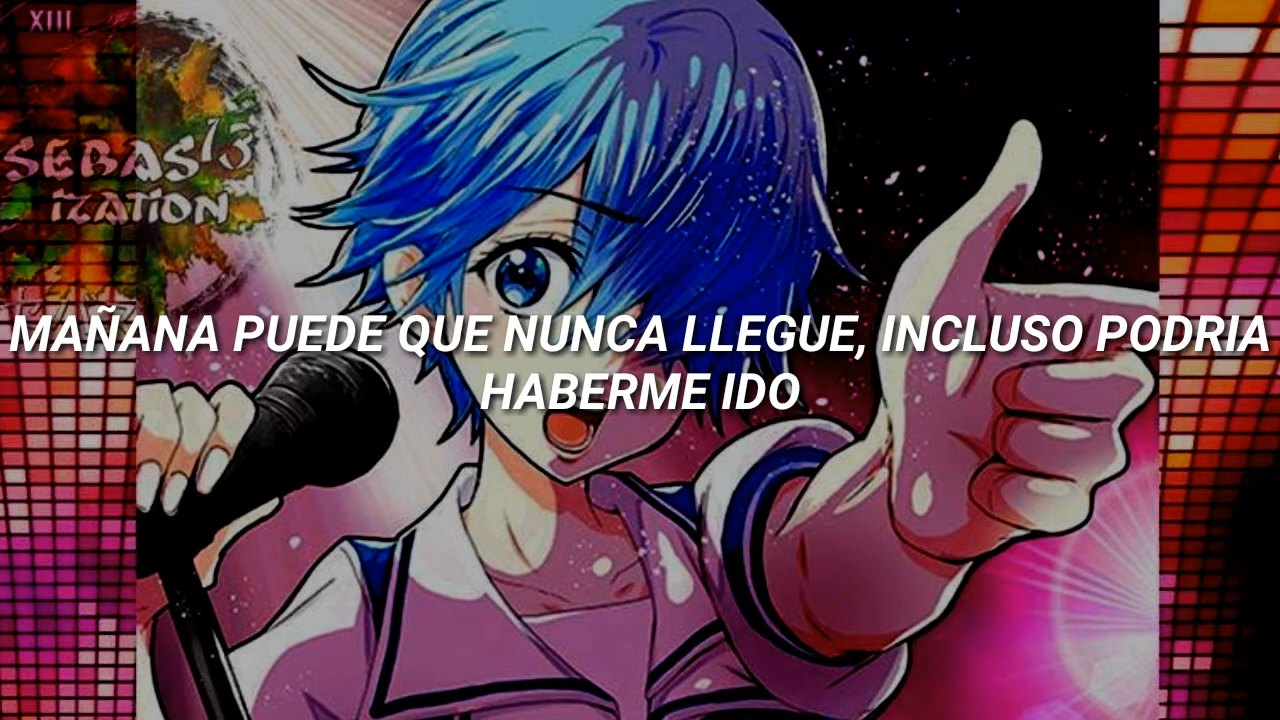 XIII
SEBAS13
IZATION
MAÑANA PUEDE QUE NUNCA LLEGUE, INCLUSO PODRIA
HABERME IDO